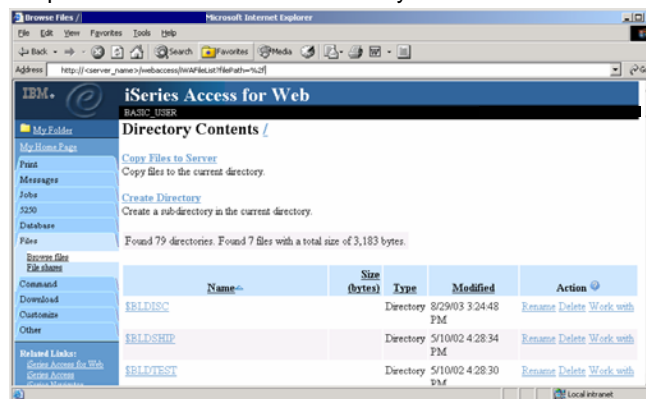 Browse Files / Microsoft Internet Explorer
File Edit View Favorites Tools Help
Back Search Favorites Media
Address http://<server_name>/webaccess/iWAFileList?filePath=%2f
IBM iSeries Access for Web
BASIC_USER
My Folder
My Home Page
Print
Messages
Jobs
5250
Database
Files
Browse files
File shares
Command
Download
Customize
Other
Related Links:
iSeries Access for Web
iSeries Access
iSeries Navigator
Directory Contents /
Copy Files to Server
Copy files to the current directory.
Create Directory
Create a subdirectory in the current directory.
Found 79 directories. Found 7 files with a total size of 3,183 bytes.
Name Size (bytes) Type Modified Action
$BLDISC Directory 8/29/03 3:24:48 PM Rename Delete Work with
$BLDSHIP Directory 5/10/02 4:28:34 PM Rename Delete Work with
$BLDTEST Directory 5/10/02 4:28:30 PM Rename Delete Work with
Local intranet